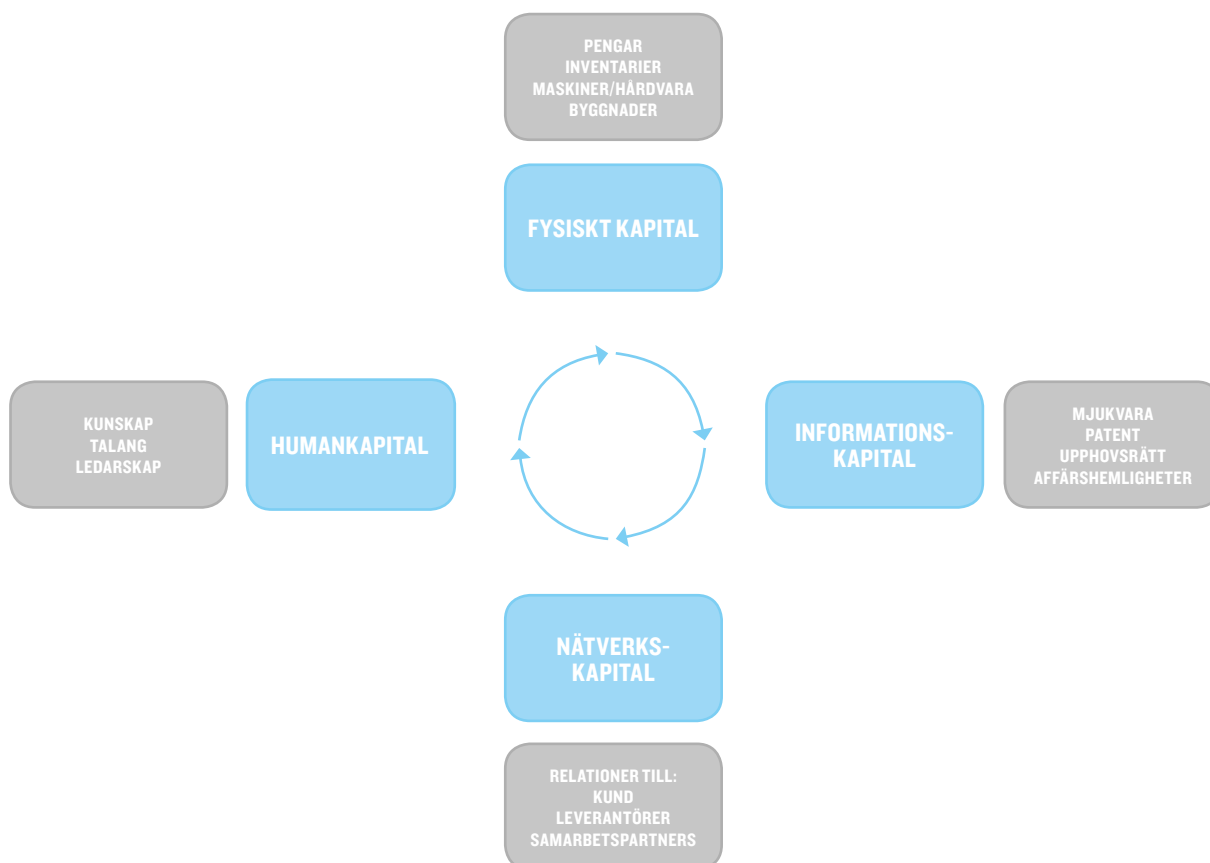 PENGAR
INVENTARIER
MASKINER/HÅRDVARA
BYGGNADER
FYSISKT KAPITAL
KUNSKAP
TALANG
LEDARSKAP
HUMANKAPITAL
INFORMATIONS-
KAPITAL
MJUKVARA
PATENT
UPPHOVSRÄTT
AFFÄRSHEMLIGHETER
NÄTVERKS-
KAPITAL
RELATIONER TILL:
KUND
LEVERANTÖRER
SAMARBETSPARTNERS